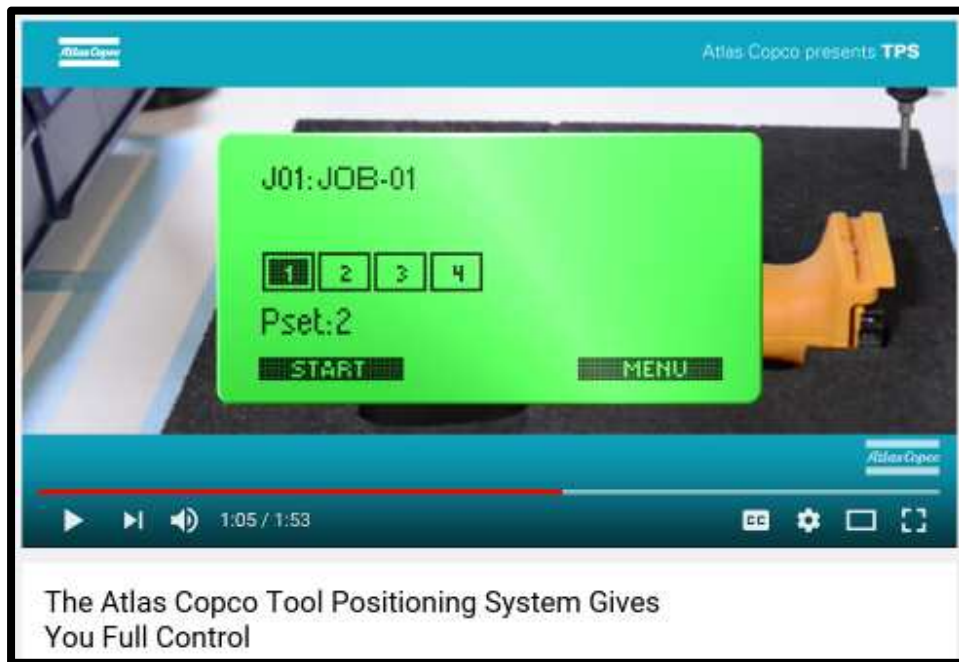 Atlas Copco
Atlas Copco presents TPS
J01:JOB-01
1 2 3 4
Pset:2
START MENU
Atlas Copco
1:05 / 1:53
CC
The Atlas Copco Tool Positioning System Gives
You Full Control